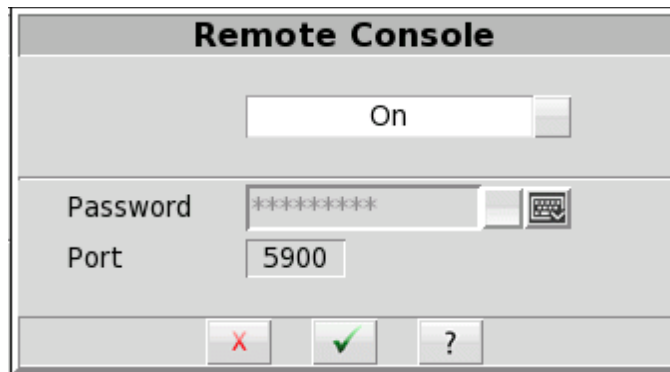 Remote Console
On
Password *********
Port 5900
X ?